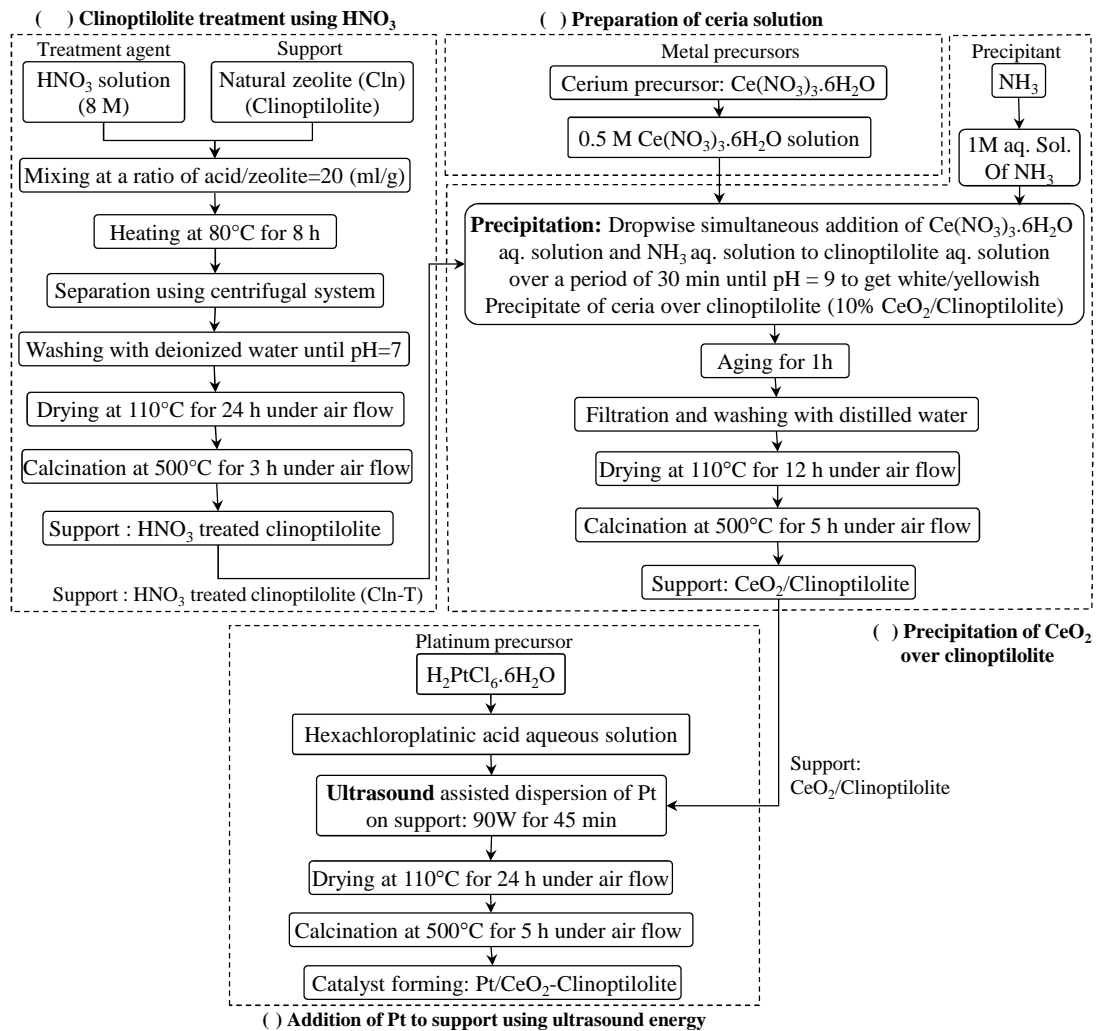 (   ) Clinoptilolite treatment using HNO₃
Treatment agent
Support
HNO₃ solution
(8 M)
Natural zeolite (Cln)
(Clinoptilolite)
Mixing at a ratio of acid/zeolite=20 (ml/g)
Heating at 80°C for 8 h
Separation using centrifugal system
Washing with deionized water until pH=7
Drying at 110°C for 24 h under air flow
Calcination at 500°C for 3 h under air flow
Support : HNO₃ treated clinoptilolite
Support : HNO₃ treated clinoptilolite (Cln-T)
(  ) Preparation of ceria solution
Metal precursors
Cerium precursor: Ce(NO₃)₃.6H₂O
0.5 M Ce(NO₃)₃.6H₂O solution
Precipitant
NH₃
1M aq. Sol.
Of NH₃
Precipitation: Dropwise simultaneous addition of Ce(NO₃)₃.6H₂O
aq. solution and NH₃ aq. solution to clinoptilolite aq. solution
over a period of 30 min until pH = 9 to get white/yellowish
Precipitate of ceria over clinoptilolite (10% CeO₂/Clinoptilolite)
Aging for 1h
Filtration and washing with distilled water
Drying at 110°C for 12 h under air flow
Calcination at 500°C for 5 h under air flow
Support: CeO₂/Clinoptilolite
(  ) Precipitation of CeO₂
over clinoptilolite
Platinum precursor
H₂PtCl₆.6H₂O
Hexachloroplatinic acid aqueous solution
Support:
CeO₂/Clinoptilolite
Ultrasound assisted dispersion of Pt
on support: 90W for 45 min
Drying at 110°C for 24 h under air flow
Calcination at 500°C for 5 h under air flow
Catalyst forming: Pt/CeO₂-Clinoptilolite
( ) Addition of Pt to support using ultrasound energy